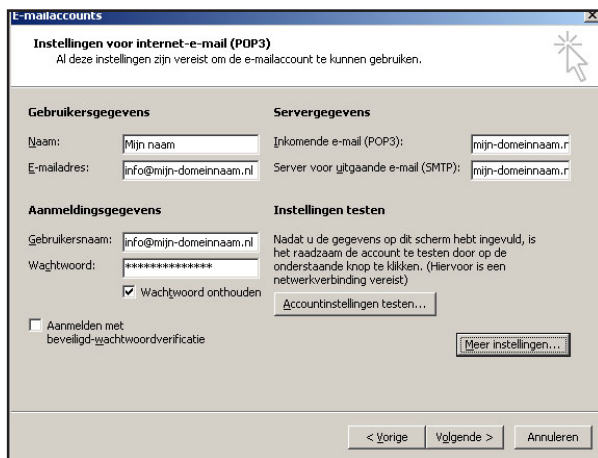 E-mailaccounts
Instellingen voor internet-e-mail (POP3)
Al deze instellingen zijn vereist om de e-mailaccount te kunnen gebruiken.
Gebruikersgegevens
Naam: Mijn naam
E-mailadres: info@mijn-domeinnaam.nl
Servergegevens
Inkomende e-mail (POP3): mijn-domeinnaam.r
Server voor uitgaande e-mail (SMTP): mijn-domeinnaam.r
Aanmeldingsgegevens
Gebruikersnaam: info@mijn-domeinnaam.nl
Wachtwoord: **************
Wachtwoord onthouden
Aanmelden met
beveiligd-wachtwoordverificatie
Instellingen testen
Nadat u de gegevens op dit scherm hebt ingevuld, is
het raadzaam de account te testen door op de
onderstaande knop te klikken. (Hiervoor is een
netwerkverbinding vereist)
Accountinstellingen testen...
Meer instellingen...
< Vorige
Volgende >
Annuleren